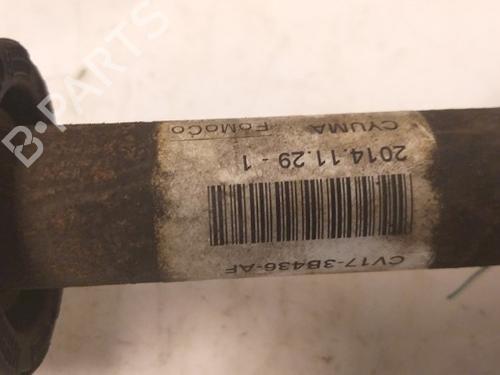 CV17-3B436-AF
2014.11.29 - 1
CYUMA FoMoCo
B-PARTS